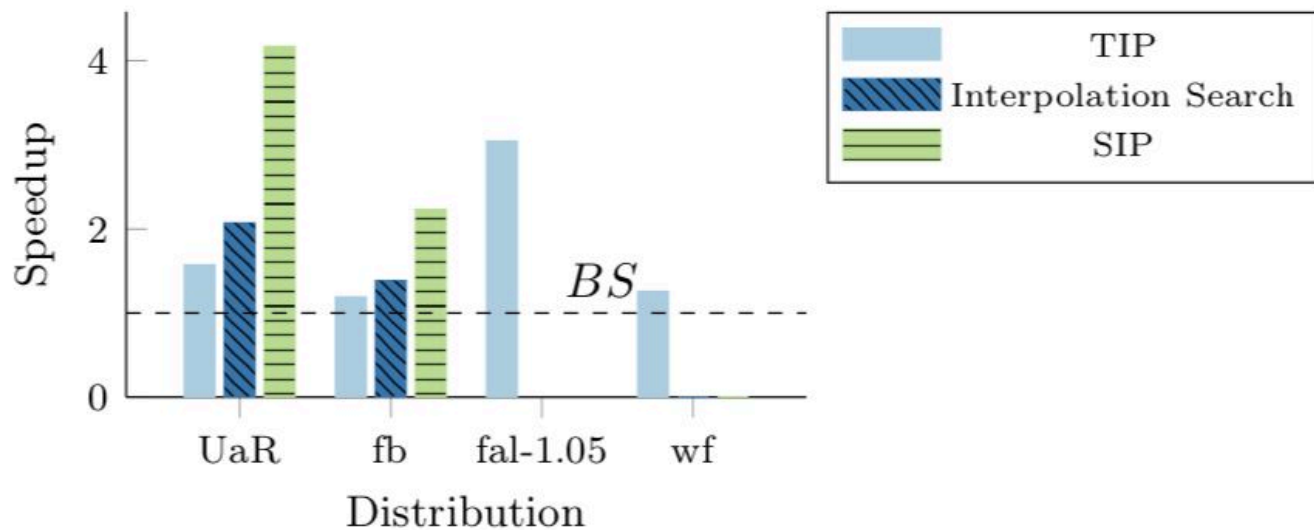 TIP
Interpolation Search
SIP
Speedup
4
2
0
BS
UaR fb fal-1.05 wf
Distribution